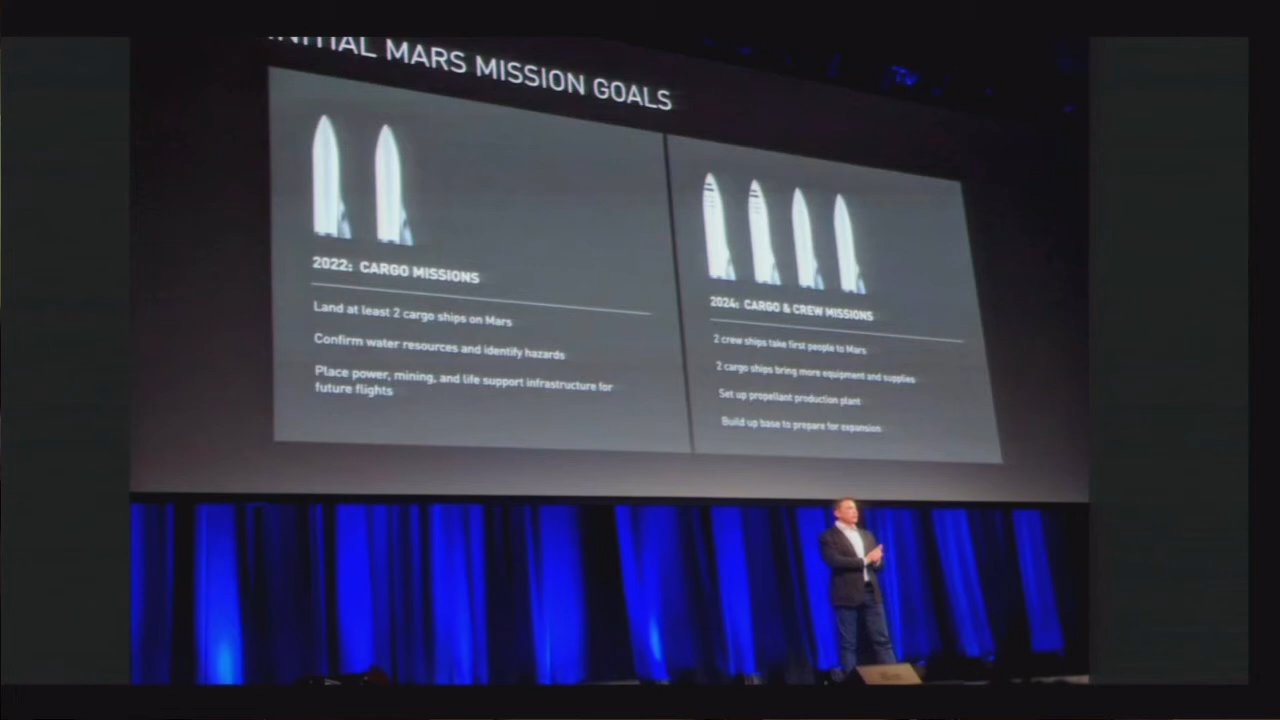 INITIAL MARS MISSION GOALS
2022: CARGO MISSIONS
Land at least 2 cargo ships on Mars
Confirm water resources and identify hazards
Place power, mining, and life support infrastructure for
future flights
2024: CARGO & CREW MISSIONS
2 crew ships take first people to Mars
2 cargo ships bring more equipment and supplies
Set up propellant production plant
Build up base to prepare for expansion